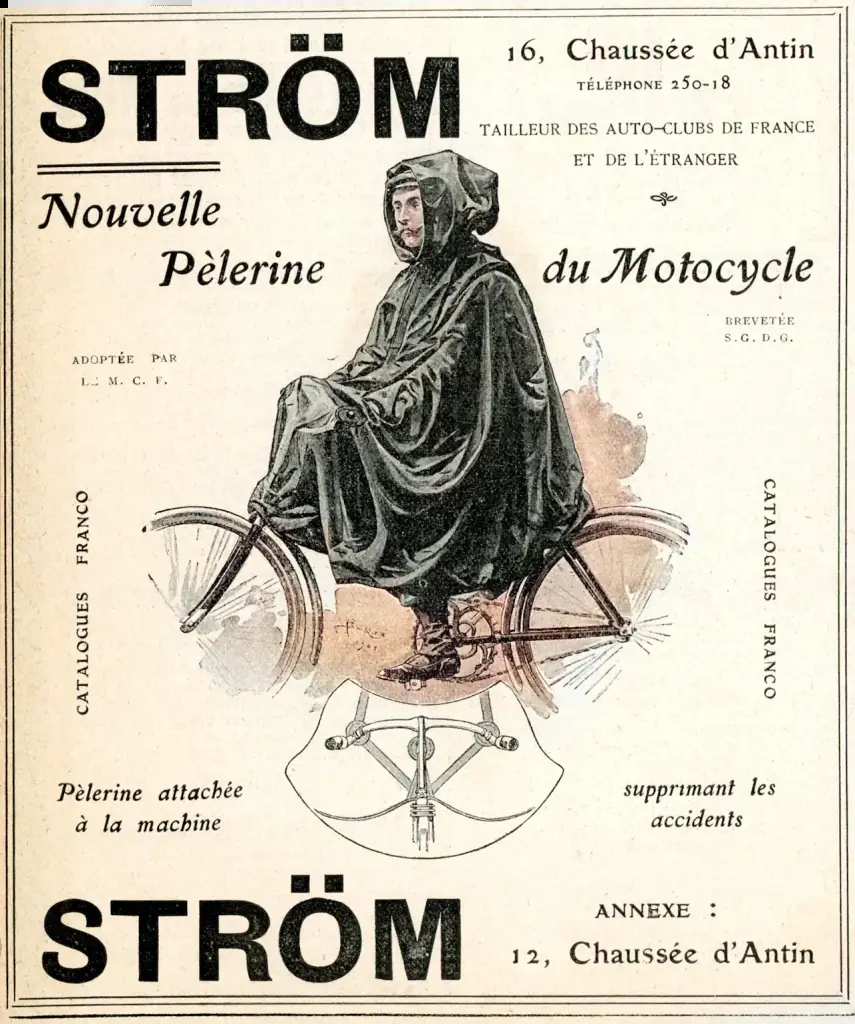 STRÖM
16, Chaussée d'Antin
TÉLÉPHONE 250-18
TAILLEUR DES AUTO-CLUBS DE FRANCE
ET DE L'ÉTRANGER
Nouvelle
Pèlerine du Motocycle
BREVETÉE
S.G.D.G.
ADOPTÉE PAR
M. C. F.
CATALOGUES FRANCO
CATALOGUES FRANCO
Pèlerine attachée
à la machine
supprimant les
accidents
STRÖM
ANNEXE :
12, Chaussée d'Antin